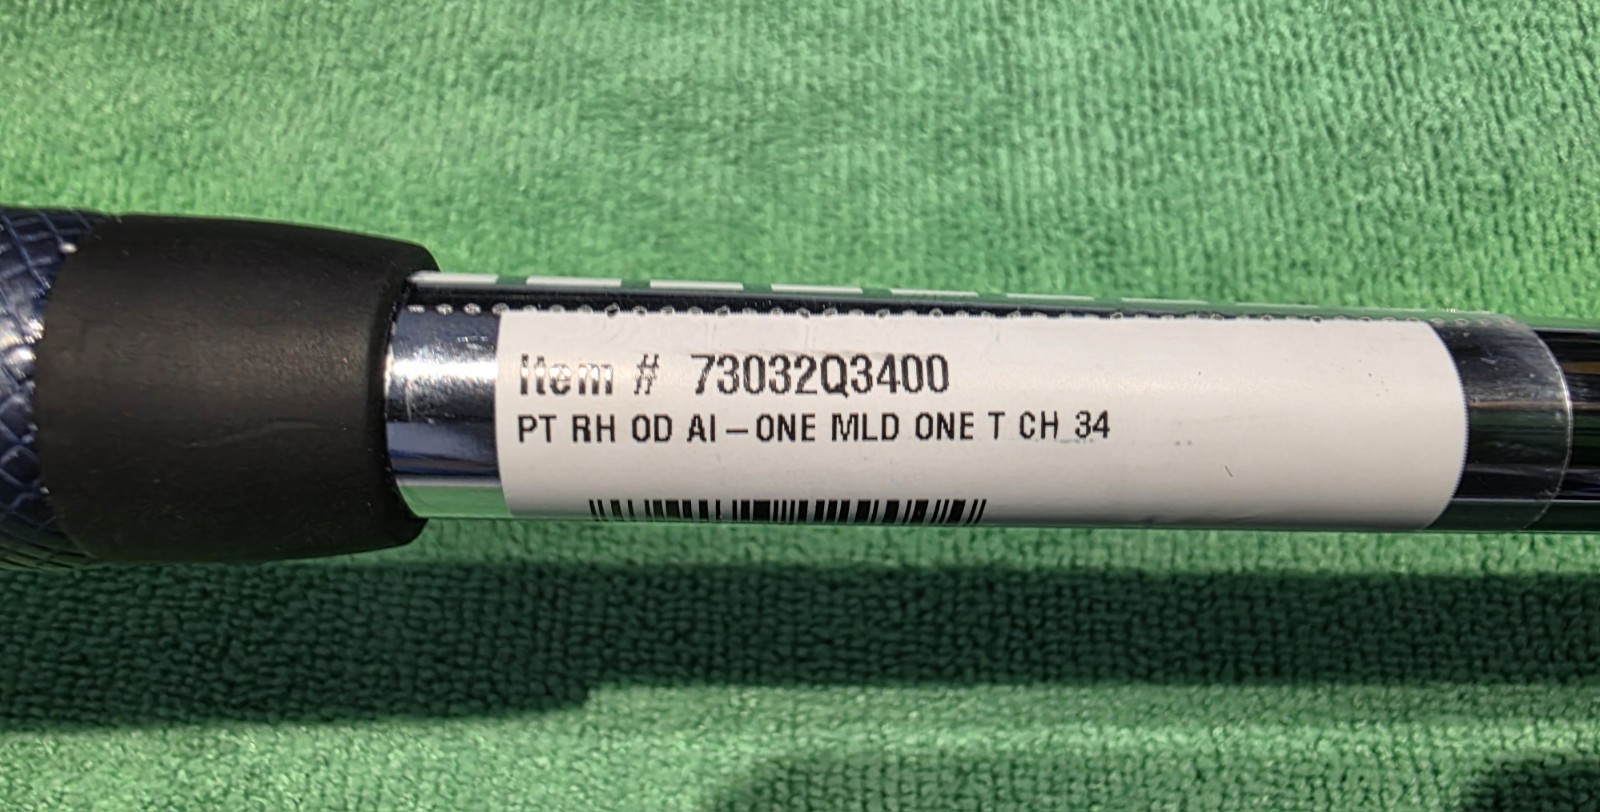 Item # 73032Q3400
PT RH OD AI-ONE MLD ONE T CH 34